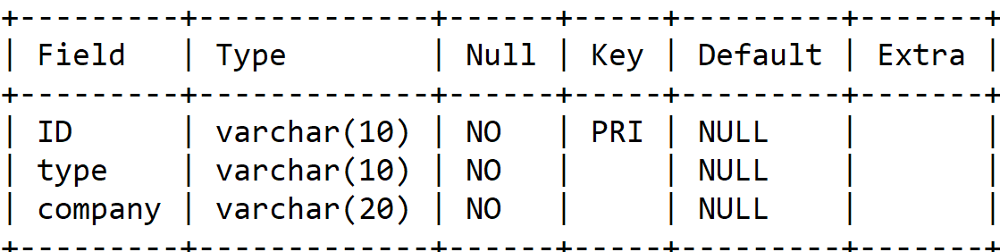 +---------+-------------+------+-----+---------+-------+
| Field   | Type        | Null | Key | Default | Extra |
+---------+-------------+------+-----+---------+-------+
| ID      | varchar(10) | NO   | PRI | NULL    |       |
| type    | varchar(10) | NO   |     | NULL    |       |
| company | varchar(20) | NO   |     | NULL    |       |
+---------+-------------+------+-----+---------+-------+